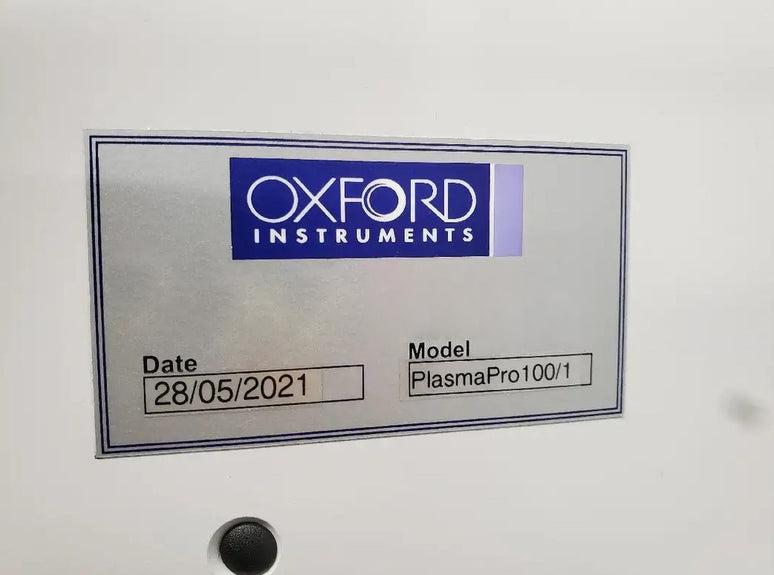 OXFORD
INSTRUMENTS
Date
28/05/2021
Model
PlasmaPro100/1